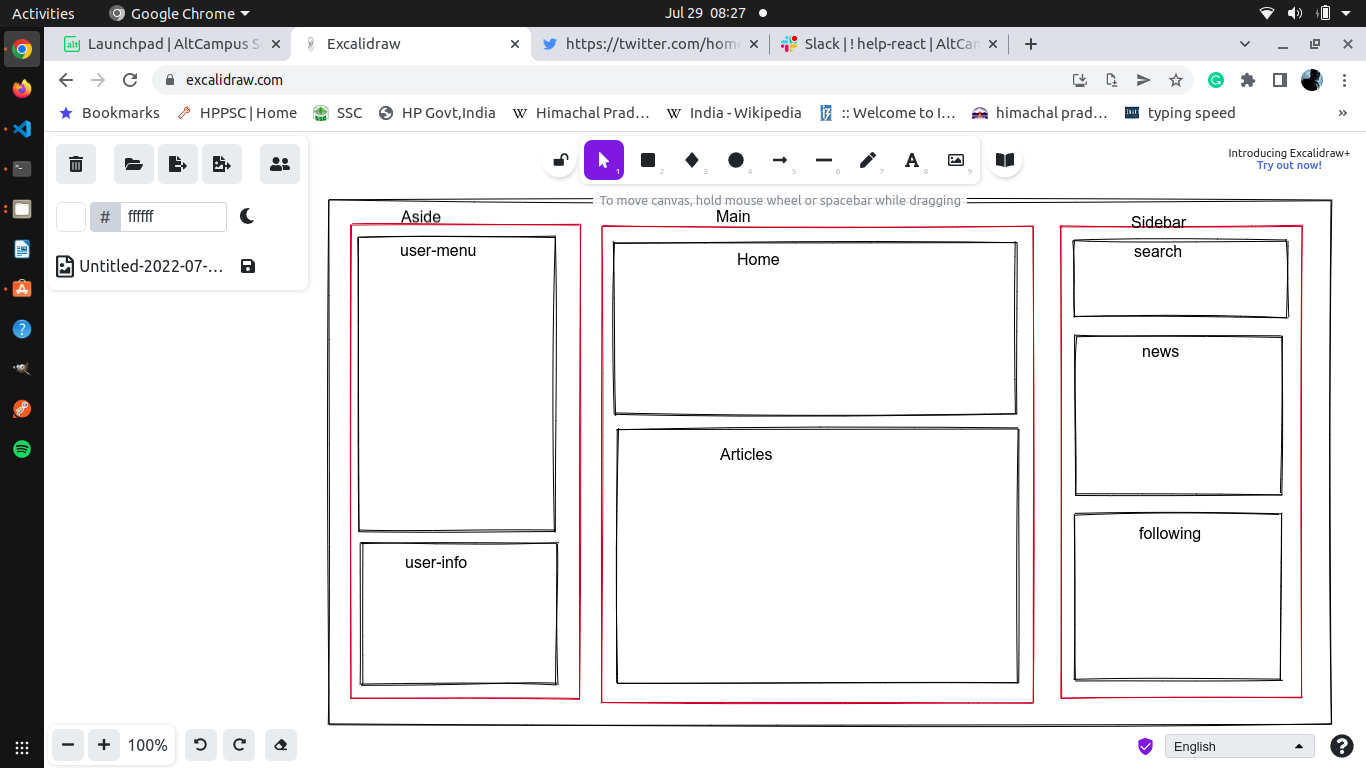 Activities
Google Chrome
Jul 29 08:27
Launchpad | AltCampus S
Excalidraw
https://twitter.com/hom
Slack | ! help-react | AltCam
excalidraw.com
Bookmarks
HPPSC | Home
SSC
HP Govt,India
Himachal Prad...
India - Wikipedia
:: Welcome to I...
himachal prad...
typing speed
»
1
2
3
4
5
6
7
8
9
Introducing Excalidraw+
Try out now!
# ffffff
Untitled-2022-07-...
To move canvas, hold mouse wheel or spacebar while dragging
Aside
Main
Sidebar
user-menu
Home
search
news
Articles
following
user-info
100%
English